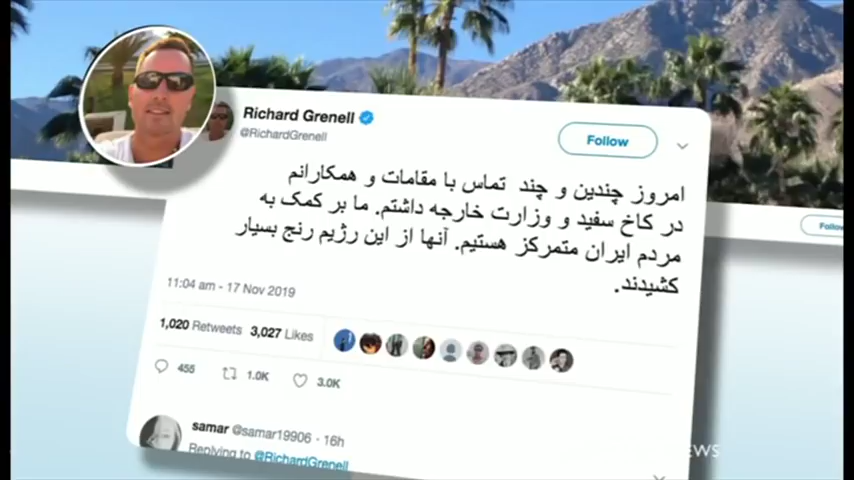 Richard Grenell
@RichardGrenell
Follow
امروز چندین و چند تماس با مقامات و همکارانم
در کاخ سفید و وزارت خارجه داشتم. ما بر کمک به
مردم ایران متمرکز هستیم. آنها از این رژیم رنج بسیار
کشیدند.
11:04 am - 17 Nov 2019
1,020 Retweets 3,027 Likes
455 1.0K 3.0K
samar @samar19906 · 16h
Replying to @RichardGrenell